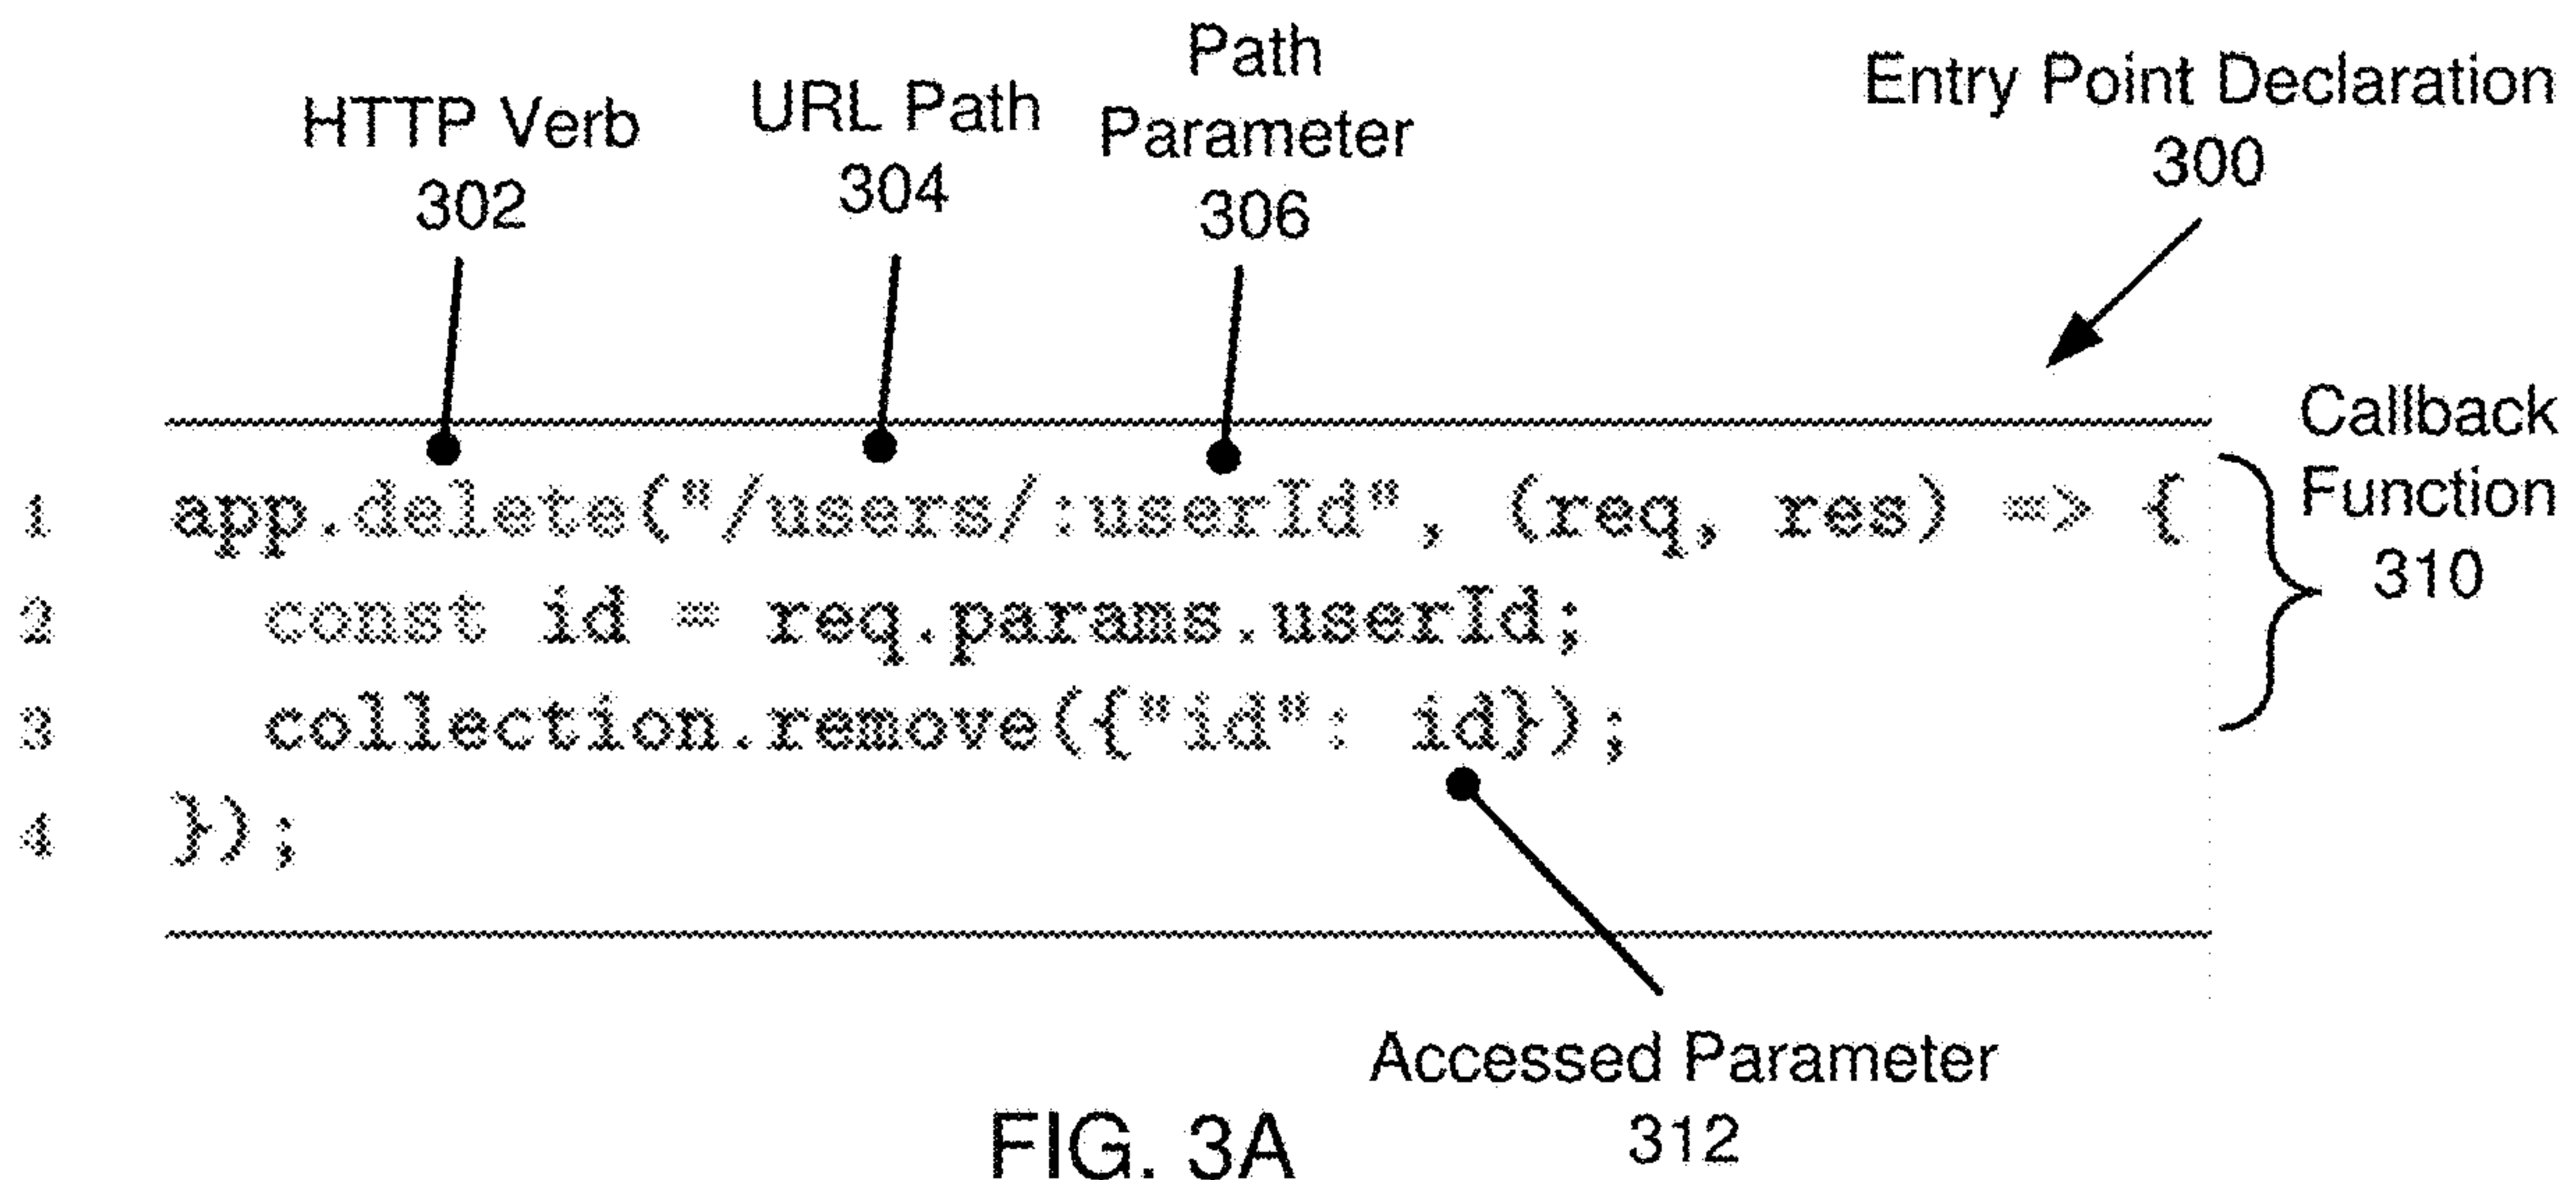 HTTP Verb
302
URL Path
304
Path
Parameter
306
Entry Point Declaration
300
1 app.delete("/users/:userId", (req, res) => {
2 const id = req.params.userId;
3 collection.remove({"id": id});
4 });
Callback
Function
310
Accessed Parameter
312
FIG. 3A